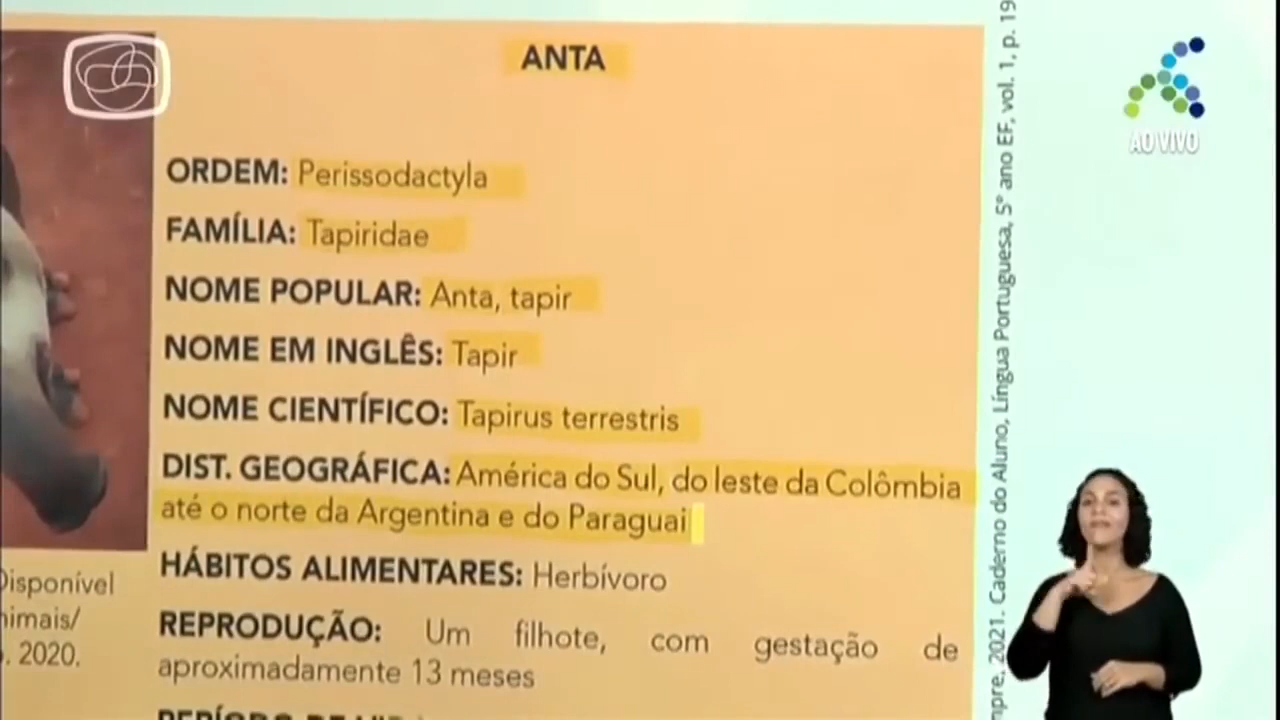 ANTA
ORDEM: Perissodactyla
FAMÍLIA: Tapiridae
NOME POPULAR: Anta, tapir
NOME EM INGLÊS: Tapir
NOME CIENTÍFICO: Tapirus terrestris
DIST. GEOGRÁFICA: América do Sul, do leste da Colômbia
até o norte da Argentina e do Paraguai
HÁBITOS ALIMENTARES: Herbívoro
REPRODUÇÃO: Um filhote, com gestação de
aproximadamente 13 meses
Disponível
2020.
2021. Caderno do Aluno, Língua Portuguesa, 5º ano EF, vol. 1, p. 19
AO VIVO